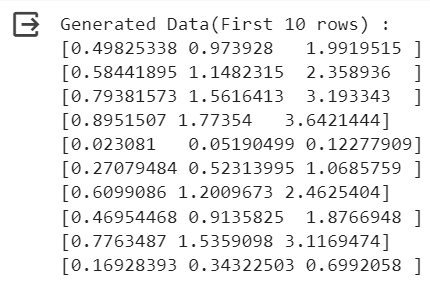 Generated Data(First 10 rows) :
[0.49825338 0.973928   1.9919515 ]
[0.58441895 1.1482315  2.358936  ]
[0.79381573 1.5616413  3.193343  ]
[0.8951507 1.77354   3.6421444]
[0.023081   0.05190499 0.12277909]
[0.27079484 0.52313995 1.0685759 ]
[0.6099086 1.2009673 2.4625404]
[0.46954468 0.9135825  1.8766948 ]
[0.7763487 1.5359098 3.1169474]
[0.16928393 0.34322503 0.6992058 ]